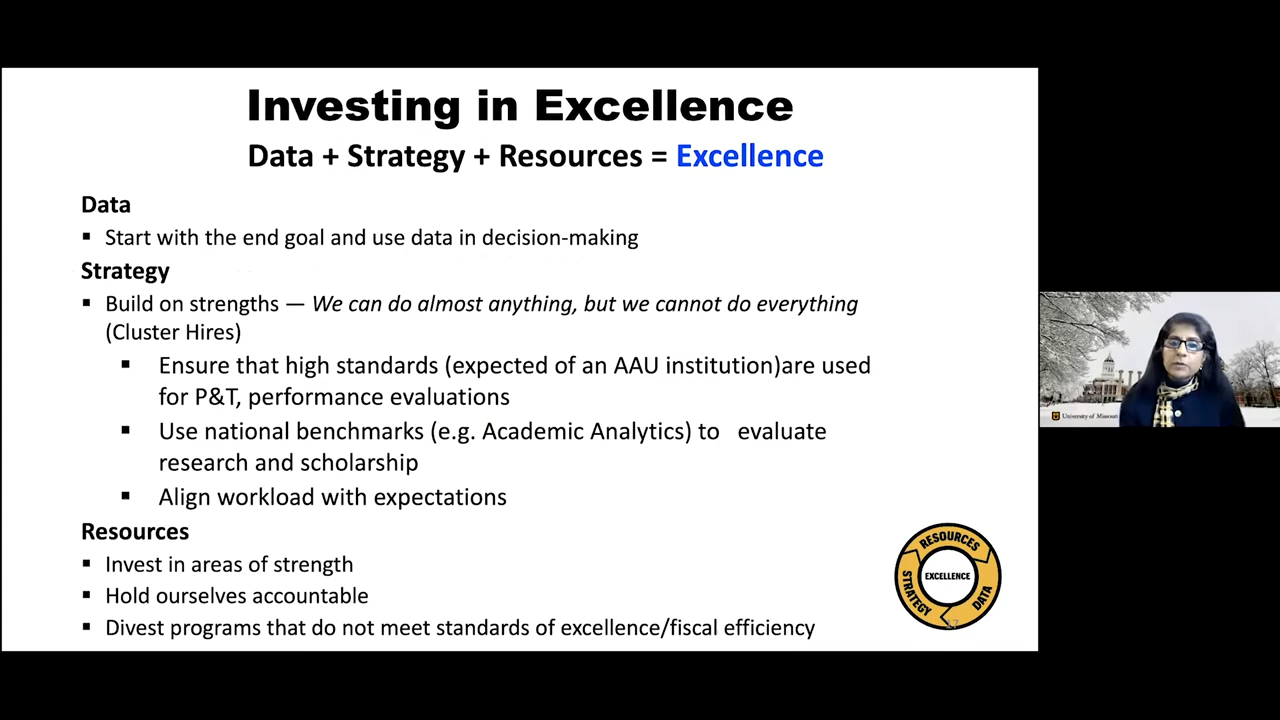 Investing in Excellence
Data + Strategy + Resources = Excellence
Data
▪ Start with the end goal and use data in decision-making
Strategy
▪ Build on strengths — We can do almost anything, but we cannot do everything
(Cluster Hires)
▪ Ensure that high standards (expected of an AAU institution)are used
for P&T, performance evaluations
▪ Use national benchmarks (e.g. Academic Analytics) to evaluate
research and scholarship
▪ Align workload with expectations
Resources
▪ Invest in areas of strength
▪ Hold ourselves accountable
▪ Divest programs that do not meet standards of excellence/fiscal efficiency
RESOURCES
EXCELLENCE
STRATEGY
DATA
University of Missouri